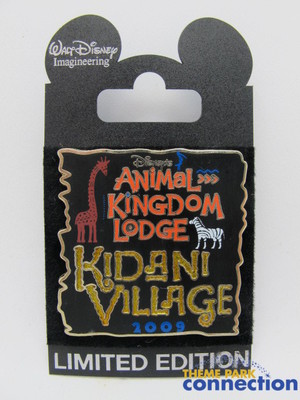 Walt Disney
Imagineering
Disney's
ANIMAL
KINGDOM
LODGE
KIDANI
VILLAGE
2009
LIMITED EDITION
THEME PARK
connection